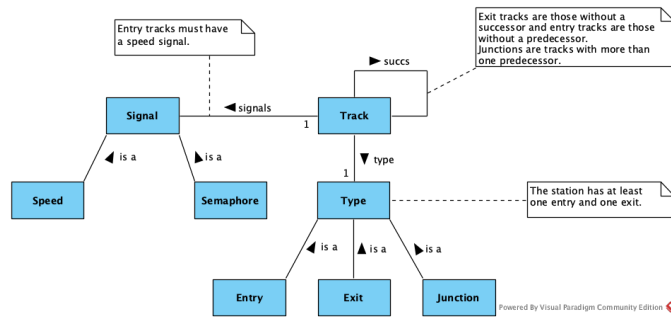 Entry tracks must have
a speed signal.
Exit tracks are those without a
successor and entry tracks are those
without a predecessor.
Junctions are tracks with more than
one predecessor.
succs
Signal
signals
1
Track
is a
is a
type
1
Speed
Semaphore
Type
The station has at least
one entry and one exit.
is a
is a
is a
Entry
Exit
Junction
Powered By Visual Paradigm Community Edition